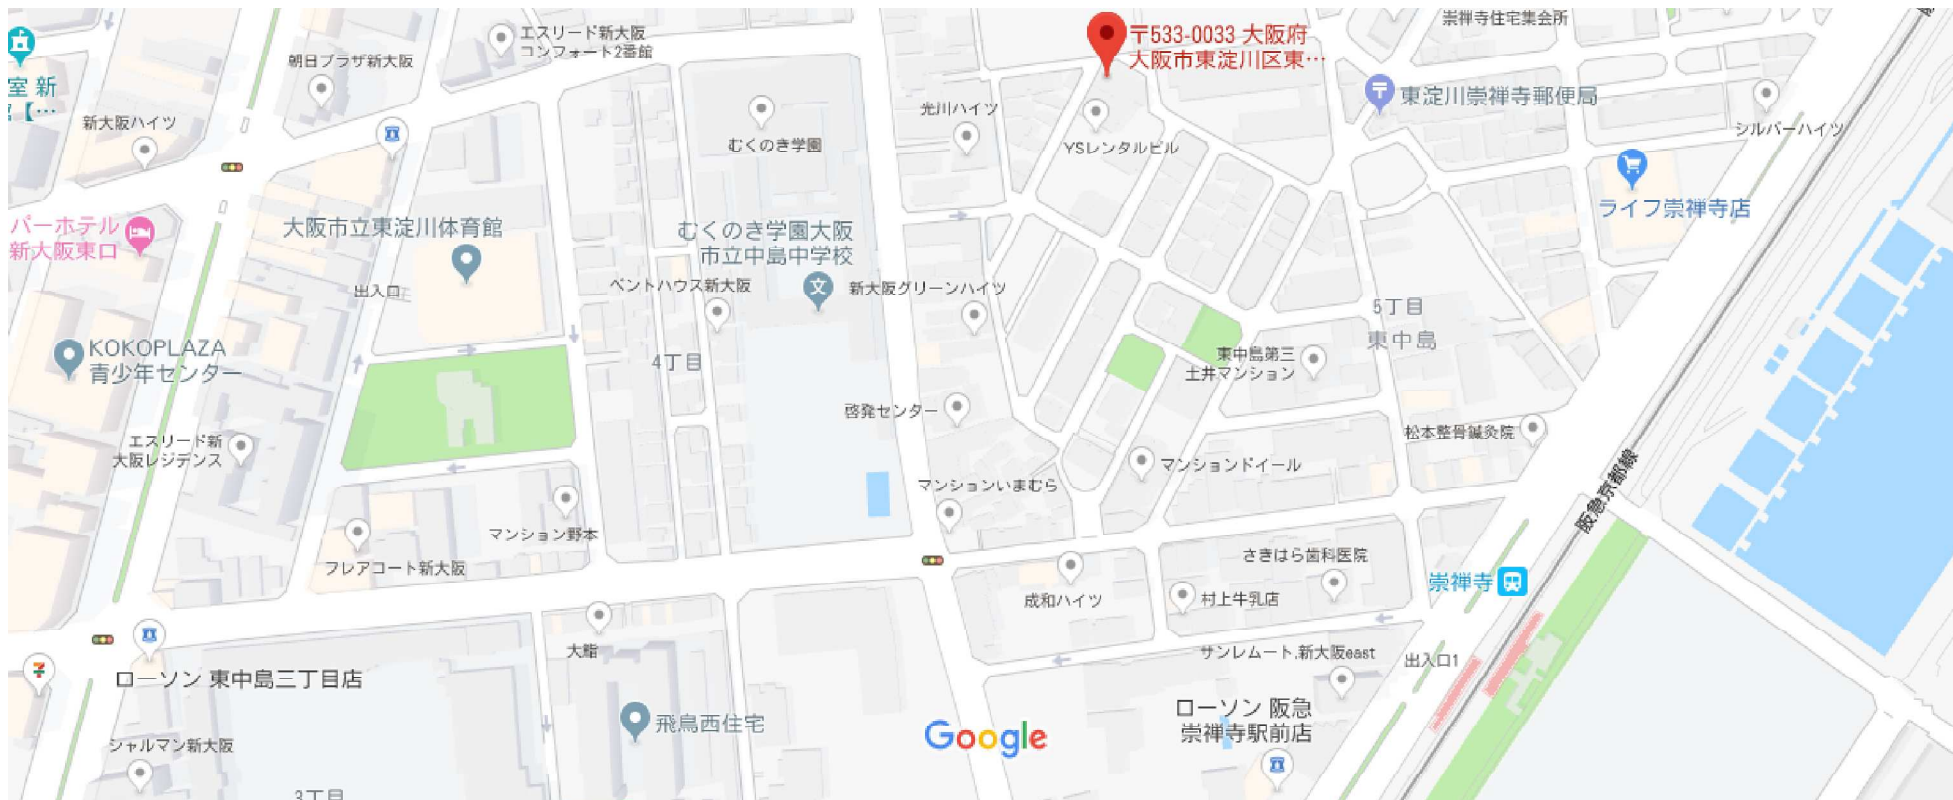 崇禅寺住宅集会所
エスリード新大阪
コンフォート2番館
〒533-0033 大阪府
大阪市東淀川区東…
朝日プラザ新大阪
室 新
【…
東淀川崇禅寺郵便局
光川ハイツ
新大阪ハイツ
シルバーハイツ
むくのき学園
YSレンタルビル
ライフ崇禅寺店
パーホテル
新大阪東口
大阪市立東淀川体育館
むくのき学園大阪
市立中島中学校
文
出入口
ペントハウス新大阪
新大阪グリーンハイツ
5丁目
東中島
KOKOPLAZA
青少年センター
4丁目
東中島第三
土井マンション
啓発センター
松本整骨鍼灸院
エスリード新
大阪レジデンス
マンションドイール
マンションいまむら
阪急京都線
マンション野本
さきはら歯科医院
フレアコート新大阪
崇禅寺
成和ハイツ
村上牛乳店
大鮨
サンレムート,新大阪east
出入口1
ローソン 東中島三丁目店
ローソン 阪急
崇禅寺駅前店
飛鳥西住宅
Google
シャルマン新大阪
3丁目